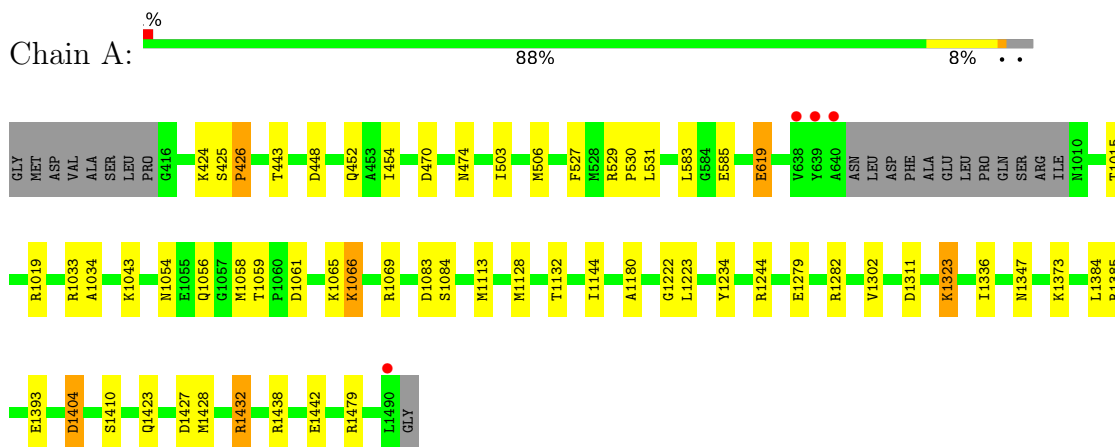 %
Chain A:
88% 8% • •
GLY MET ASP VAL ALA SER LEU PRO G416 K424 S425 P426 T443 D448 Q452 A453 I454 D470 N474 I503 M506 F527 M528 R529 P530 L531 L583 G584 E585 E619 V638 Y639 A640 ASN LEU ASP PHE ALA GLU LEU PRO GLN SER ARG ILE N1010 T1015
R1019 R1033 A1034 K1043 N1054 E1055 Q1056 G1057 M1058 T1059 P1060 D1061 K1065 K1066 R1069 D1083 S1084 M1113 M1128 T1132 I1144 A1180 G1222 L1223 Y1234 R1244 E1279 R1282 V1302 D1311 K1323 I1336 N1347 K1373 L1384
E1393 D1404 S1410 Q1423 D1427 M1428 R1432 R1438 E1442 R1479 L1490 GLY